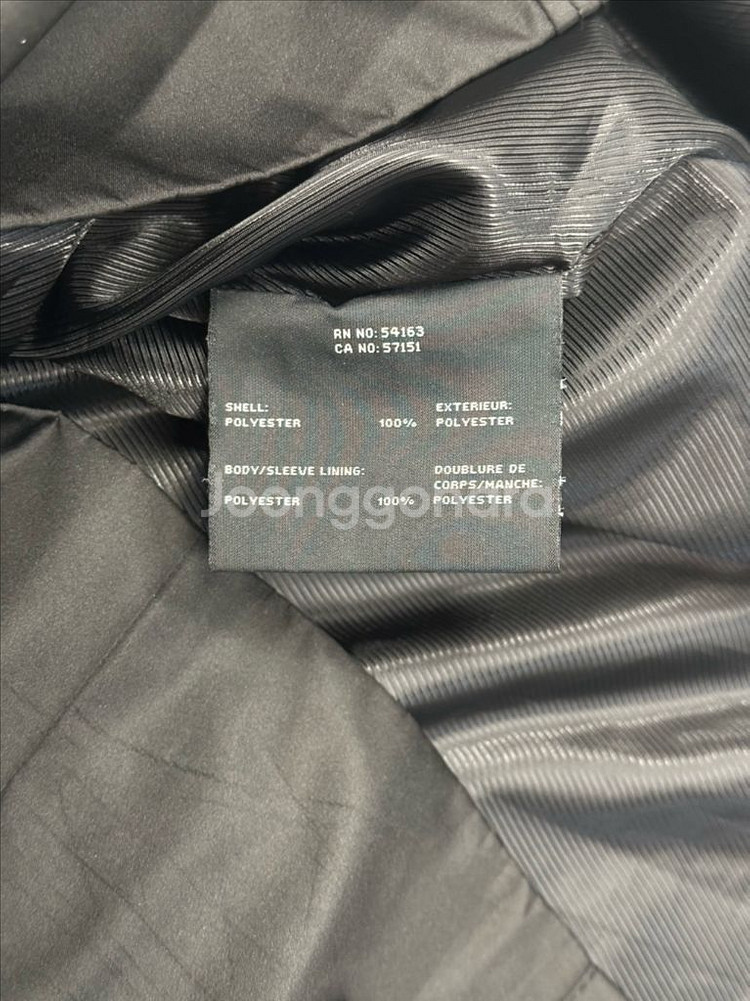 RN NO: 54163
CA NO: 57151
SHELL: EXTERIEUR:
POLYESTER 100% POLYESTER
BODY/SLEEVE LINING: DOUBLURE DE
CORPS/MANCHE:
POLYESTER 100% POLYESTER
Joonggonara